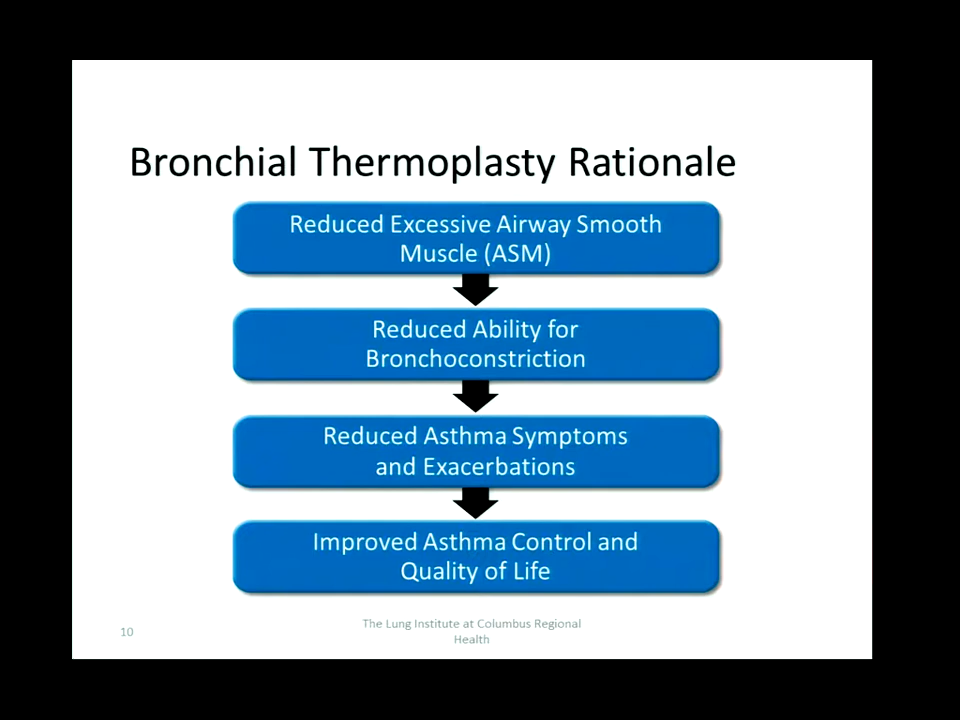 Bronchial Thermoplasty Rationale
Reduced Excessive Airway Smooth
Muscle (ASM)
Reduced Ability for
Bronchoconstriction
Reduced Asthma Symptoms
and Exacerbations
Improved Asthma Control and
Quality of Life
10
The Lung Institute at Columbus Regional
Health